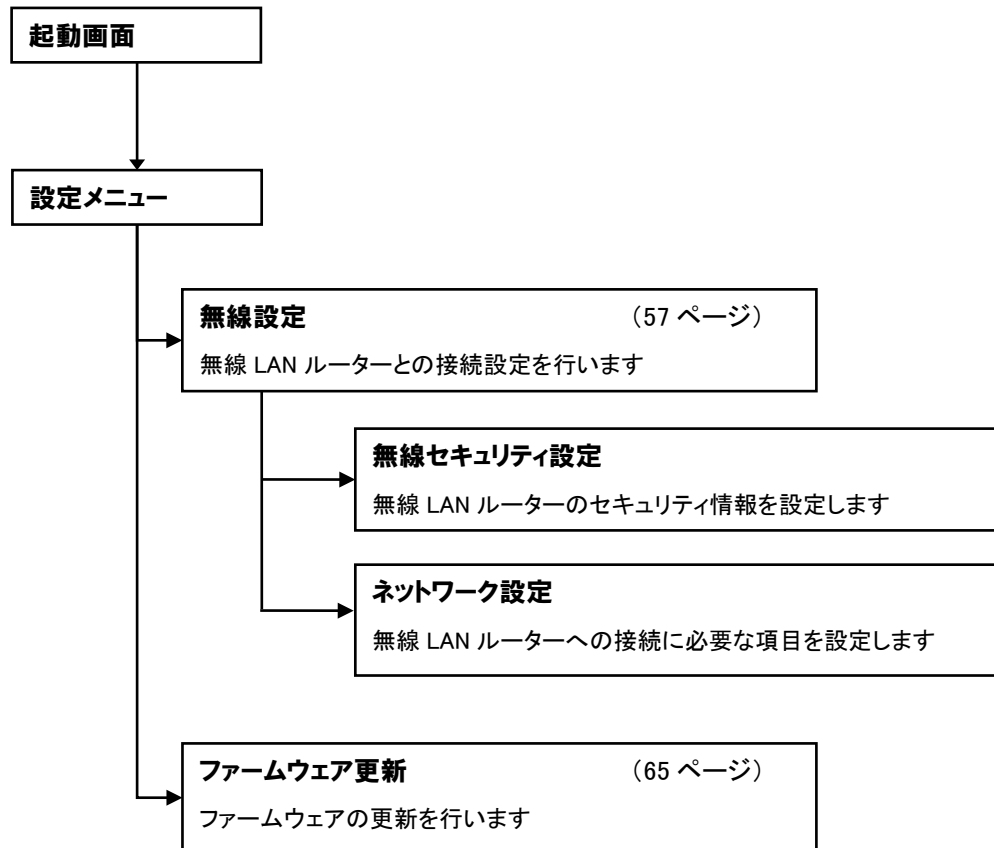 起動画面
設定メニュー
無線設定 （57 ページ）
無線 LAN ルーターとの接続設定を行います
無線セキュリティ設定
無線 LAN ルーターのセキュリティ情報を設定します
ネットワーク設定
無線 LAN ルーターへの接続に必要な項目を設定します
ファームウェア更新 （65 ページ）
ファームウェアの更新を行います